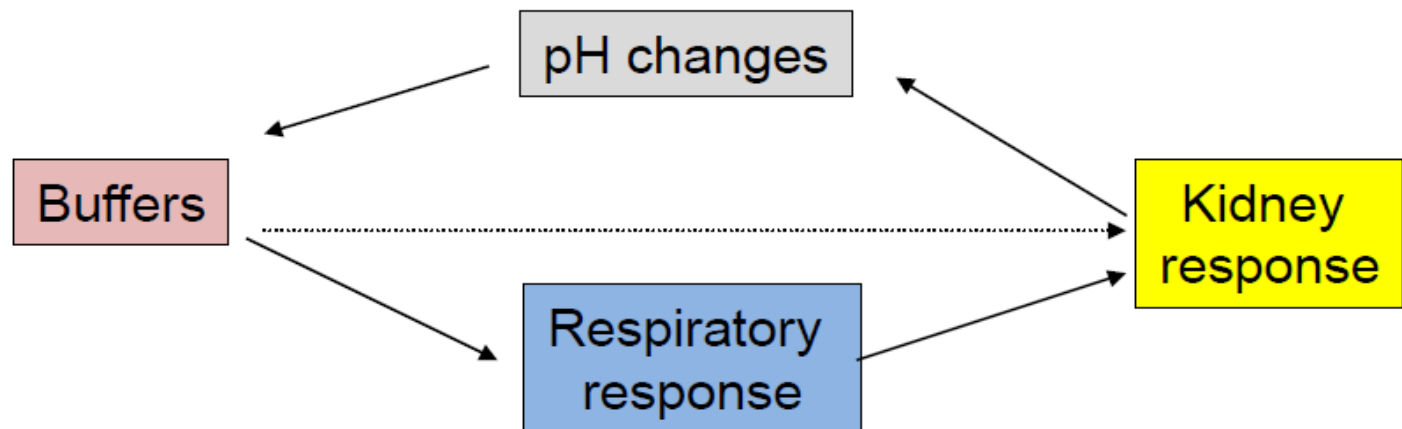 pH changes
Buffers
Kidney
response
Respiratory
response